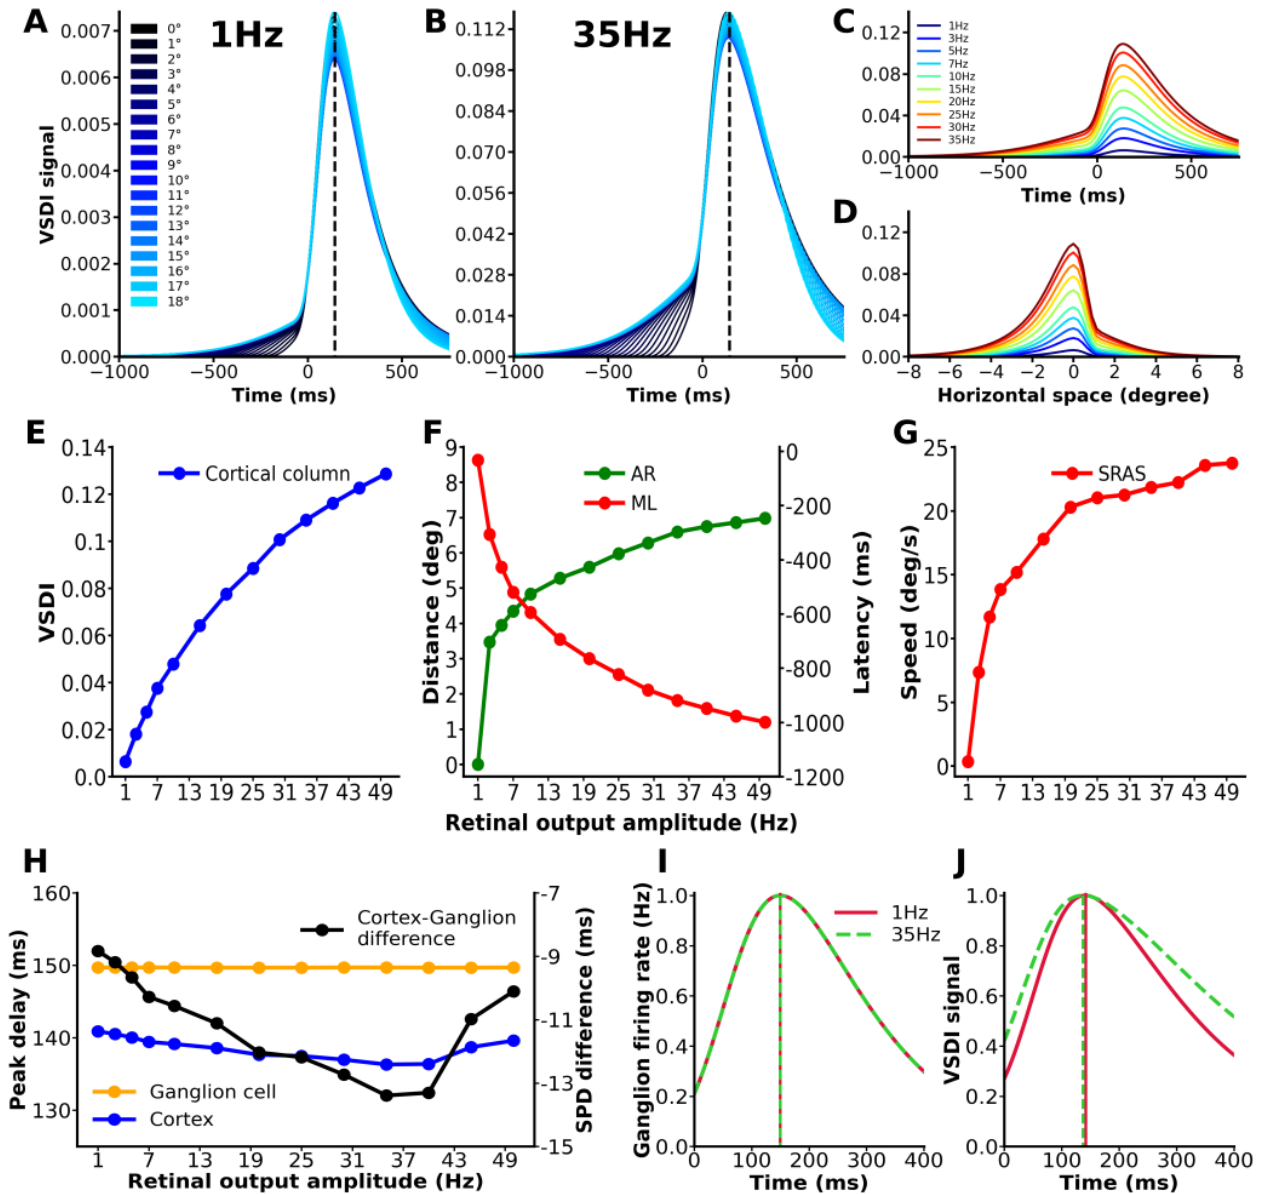 A
1Hz
VSDI signal
0.007
0.006
0.005
0.004
0.003
0.002
0.001
0.000
0°
1°
2°
3°
4°
5°
6°
7°
8°
9°
10°
11°
12°
13°
14°
15°
16°
17°
18°
−1000
−500
0
500
Time (ms)
B
35Hz
0.112
0.098
0.084
0.070
0.056
0.042
0.028
0.014
0.000
−1000
−500
0
500
Time (ms)
C
0.12
0.08
0.04
0.00
1Hz
3Hz
5Hz
7Hz
10Hz
15Hz
20Hz
25Hz
30Hz
35Hz
−1000
−500
0
500
Time (ms)
D
0.12
0.08
0.04
0.00
−8 −6 −4 −2 0 2 4 6 8
Horizontal space (degree)
E
VSDI
0.14
0.12
0.1
0.08
0.06
0.04
0.02
0.0
Cortical column
1 7 13 19 25 31 37 43 49
F
Distance (deg)
9
8
7
6
5
4
3
2
1
0
AR
ML
0
-200
-400
-600
-800
-1000
-1200
Latency (ms)
1 7 13 19 25 31 37 43 49
Retinal output amplitude (Hz)
G
Speed (deg/s)
25
20
15
10
5
0
SRAS
1 7 13 19 25 31 37 43 49
H
Peak delay (ms)
160
150
140
130
Cortex-Ganglion
difference
Ganglion cell
Cortex
-7
-9
-11
-13
-15
SPD difference (ms)
1 7 13 19 25 31 37 43 49
Retinal output amplitude (Hz)
I
Ganglion firing rate (Hz)
1.0
0.8
0.6
0.4
0.2
0.0
1Hz
35Hz
0 100 200 300 400
Time (ms)
J
VSDI signal
1.0
0.8
0.6
0.4
0.2
0.0
0 100 200 300 400
Time (ms)